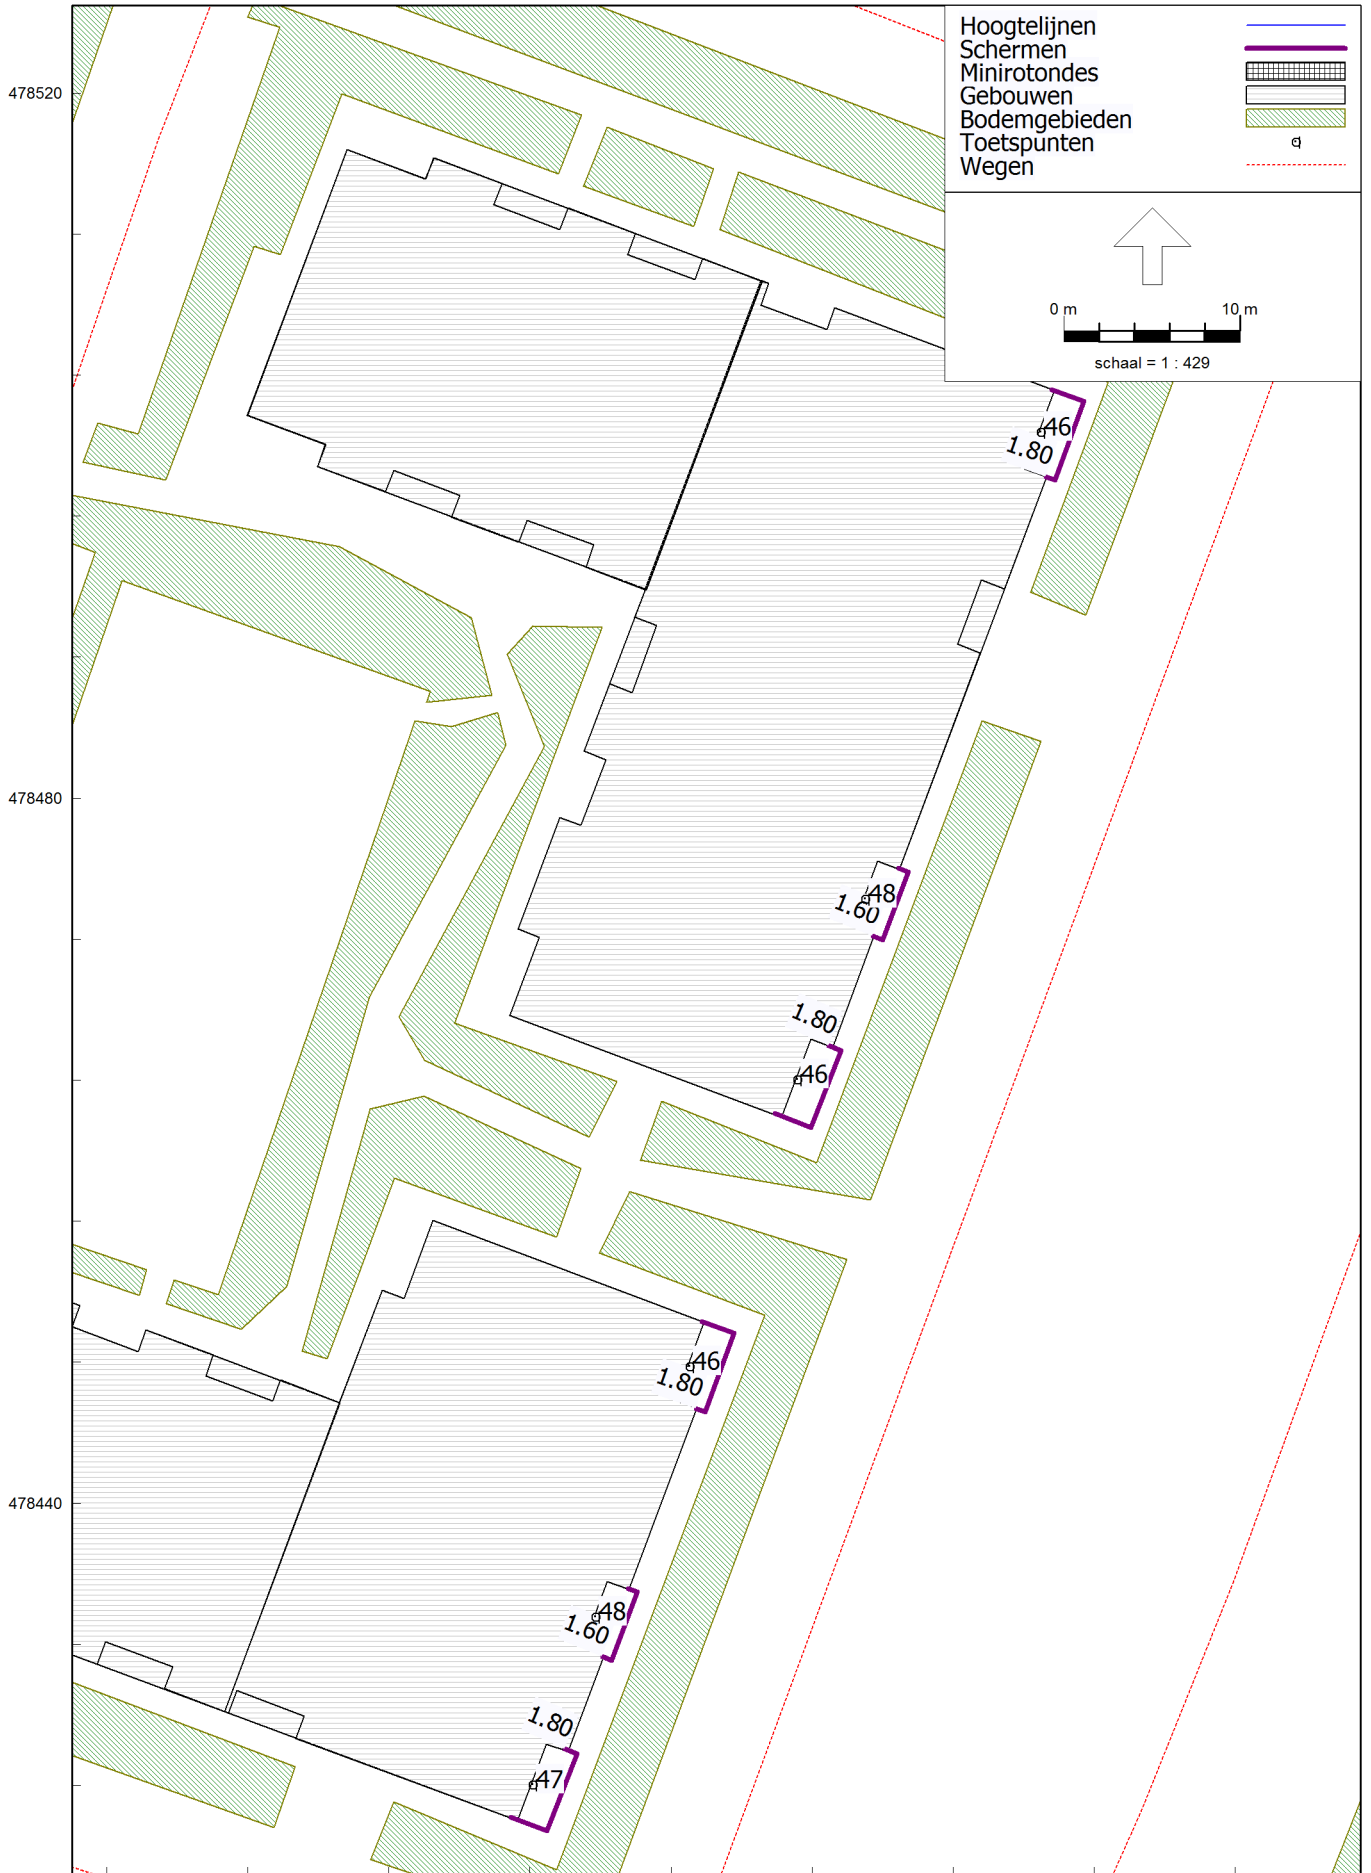 Hoogtelijnen
Schermen
Minirotondes
Gebouwen
Bodemgebieden
Toetspunten
Wegen
0 m 10 m
schaal = 1 : 429
478520
46
1.80
478480
48
1.60
1.80
46
46
1.80
478440
48
1.60
1.80
47